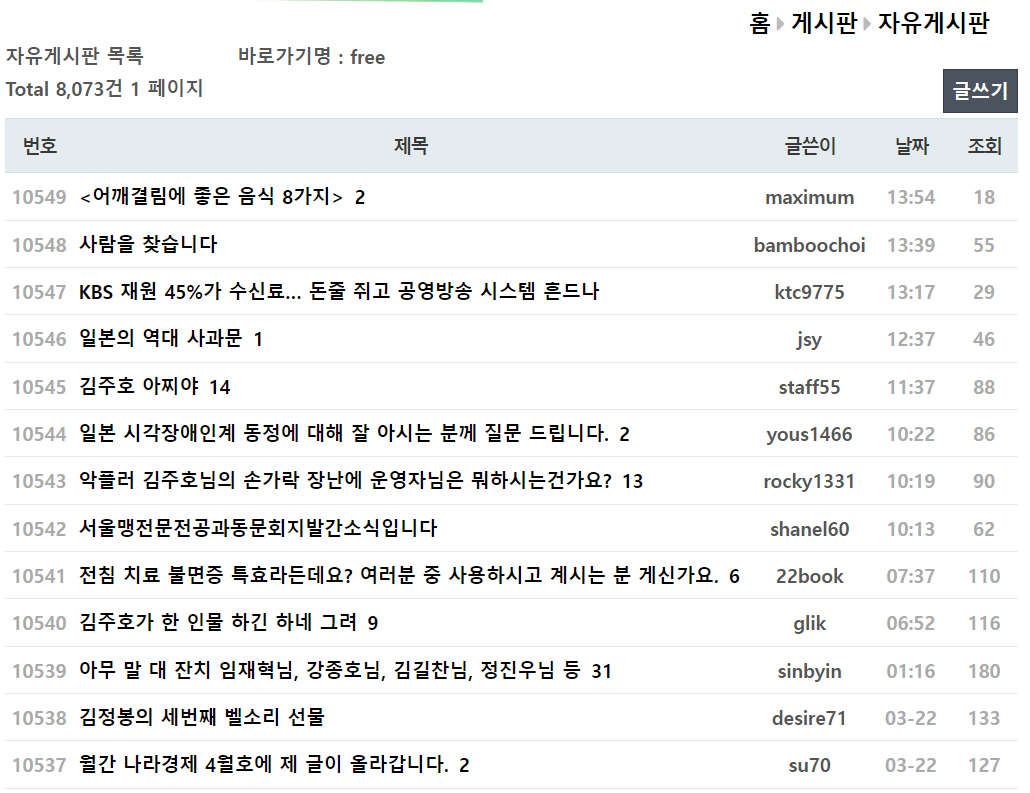 홈 게시판 자유게시판
자유게시판 목록 바로가기명 : free
Total 8,073건 1 페이지
글쓰기
번호 제목 글쓴이 날짜 조회
10549 <어깨결림에 좋은 음식 8가지> 2 maximum 13:54 18
10548 사람을 찾습니다 bamboochoi 13:39 55
10547 KBS 재원 45%가 수신료... 돈줄 쥐고 공영방송 시스템 흔드나 ktc9775 13:17 29
10546 일본의 역대 사과문 1 jsy 12:37 46
10545 김주호 아찌야 14 staff55 11:37 88
10544 일본 시각장애인계 동정에 대해 잘 아시는 분께 질문 드립니다. 2 yous1466 10:22 86
10543 악플러 김주호님의 손가락 장난에 운영자님은 뭐하시는건가요? 13 rocky1331 10:19 90
10542 서울맹전문전공과동문회지발간소식입니다 shanel60 10:13 62
10541 전침 치료 불면증 특효라든데요? 여러분 중 사용하시고 계시는 분 게신가요. 6 22book 07:37 110
10540 김주호가 한 인물 하긴 하네 그려 9 glik 06:52 116
10539 아무 말 대 잔치 임재혁님, 강종호님, 김길찬님, 정진우님 등 31 sinbyin 01:16 180
10538 김정봉의 세번째 벨소리 선물 desire71 03-22 133
10537 월간 나라경제 4월호에 제 글이 올라갑니다. 2 su70 03-22 127